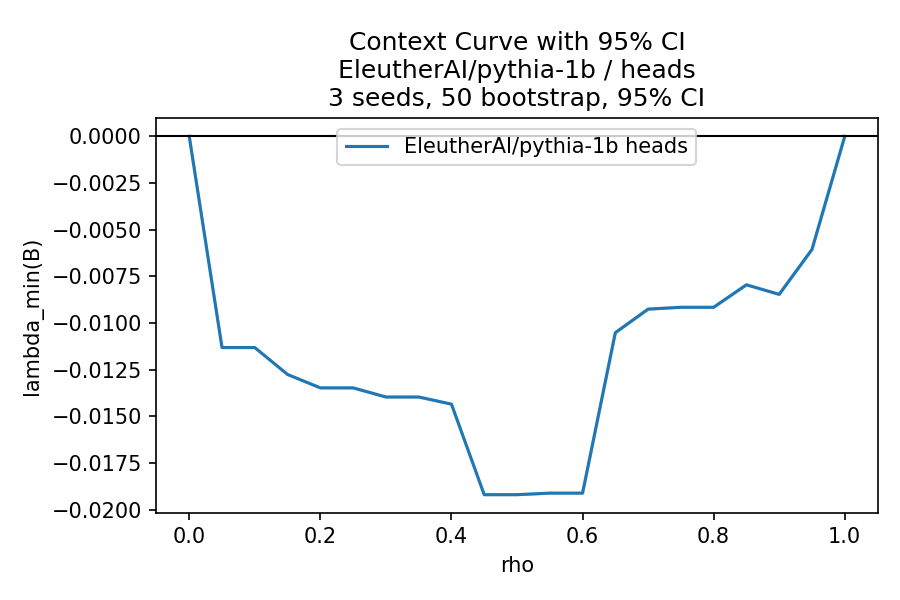 Context Curve with 95% CI
EleutherAI/pythia-1b / heads
3 seeds, 50 bootstrap, 95% CI
EleutherAI/pythia-1b heads
lambda_min(B)
0.0000
−0.0025
−0.0050
−0.0075
−0.0100
−0.0125
−0.0150
−0.0175
−0.0200
0.0 0.2 0.4 0.6 0.8 1.0
rho